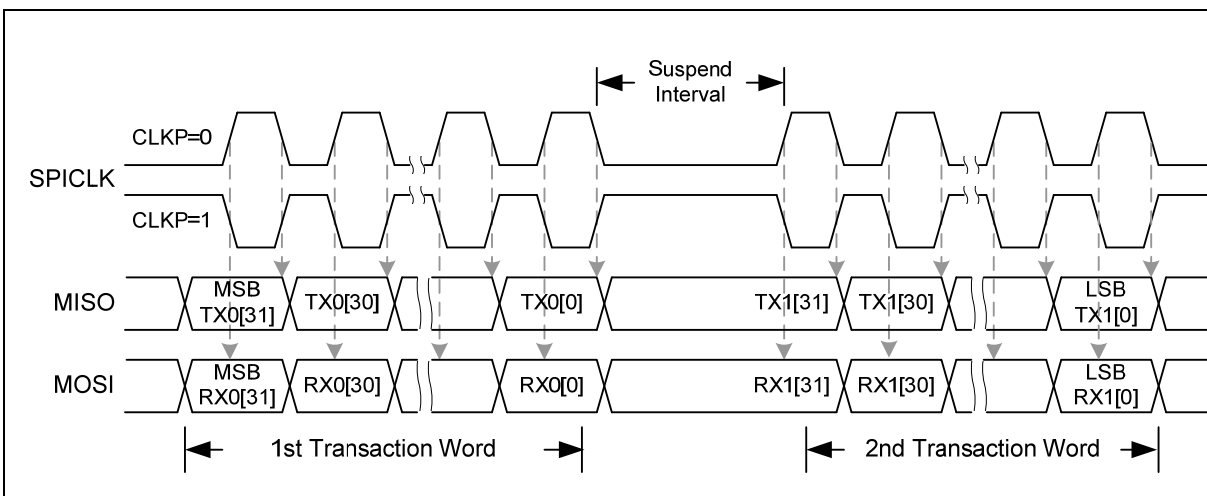 Suspend
Interval
CLKP=0
SPICLK
CLKP=1
MISO
MSB
TX0[31]
TX0[30]
TX0[0]
TX1[31]
TX1[30]
LSB
TX1[0]
MOSI
MSB
RX0[31]
RX0[30]
RX0[0]
RX1[31]
RX1[30]
LSB
RX1[0]
1st Transaction Word
2nd Transaction Word